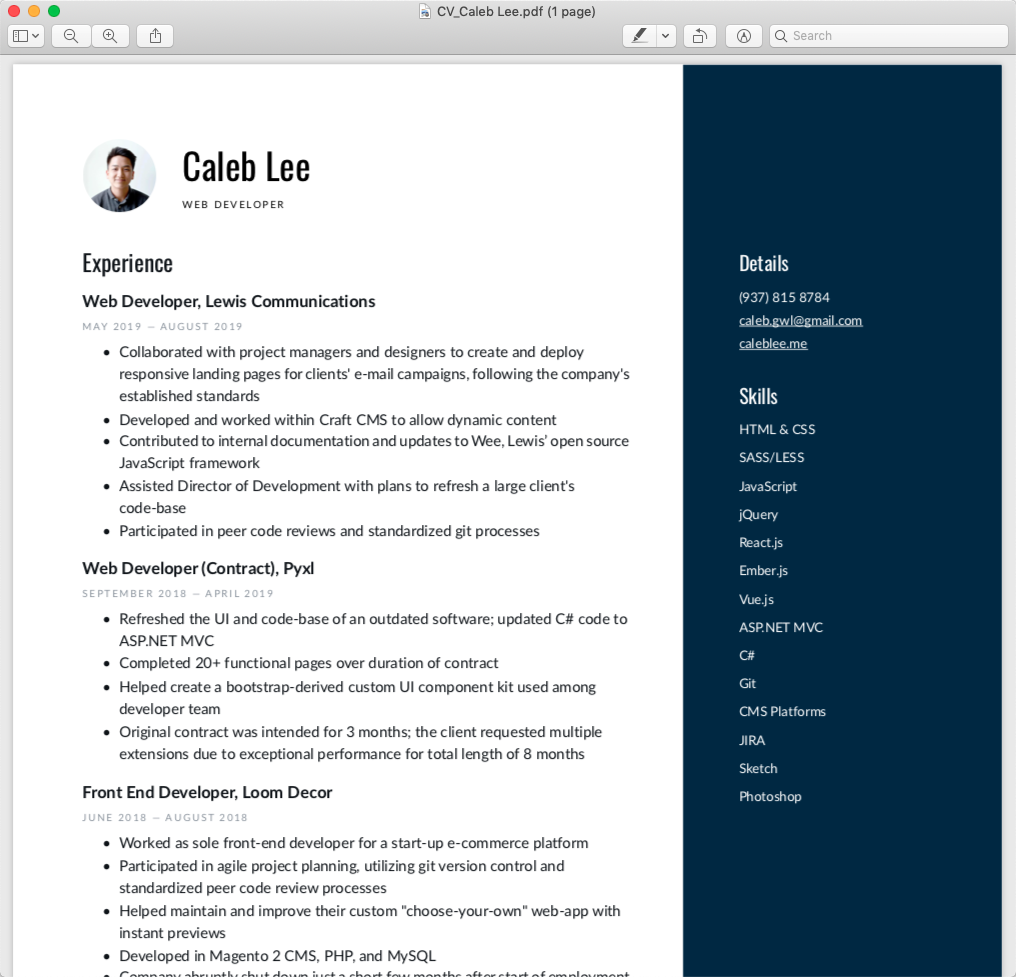 CV_Caleb Lee.pdf (1 page)
Search
Caleb Lee
WEB DEVELOPER
Experience
Web Developer, Lewis Communications
MAY 2019 — AUGUST 2019
• Collaborated with project managers and designers to create and deploy
responsive landing pages for clients' e-mail campaigns, following the company's
established standards
• Developed and worked within Craft CMS to allow dynamic content
• Contributed to internal documentation and updates to Wee, Lewis’ open source
JavaScript framework
• Assisted Director of Development with plans to refresh a large client's
code-base
• Participated in peer code reviews and standardized git processes
Web Developer (Contract), Pyxl
SEPTEMBER 2018 — APRIL 2019
• Refreshed the UI and code-base of an outdated software; updated C# code to
ASP.NET MVC
• Completed 20+ functional pages over duration of contract
• Helped create a bootstrap-derived custom UI component kit used among
developer team
• Original contract was intended for 3 months; the client requested multiple
extensions due to exceptional performance for total length of 8 months
Front End Developer, Loom Decor
JUNE 2018 — AUGUST 2018
• Worked as sole front-end developer for a start-up e-commerce platform
• Participated in agile project planning, utilizing git version control and
standardized peer code review processes
• Helped maintain and improve their custom "choose-your-own" web-app with
instant previews
• Developed in Magento 2 CMS, PHP, and MySQL
• Company abruptly shut down just a short few months after start of employment
Details
(937) 815 8784
caleb.gwl@gmail.com
caleblee.me
Skills
HTML & CSS
SASS/LESS
JavaScript
jQuery
React.js
Ember.js
Vue.js
ASP.NET MVC
C#
Git
CMS Platforms
JIRA
Sketch
Photoshop